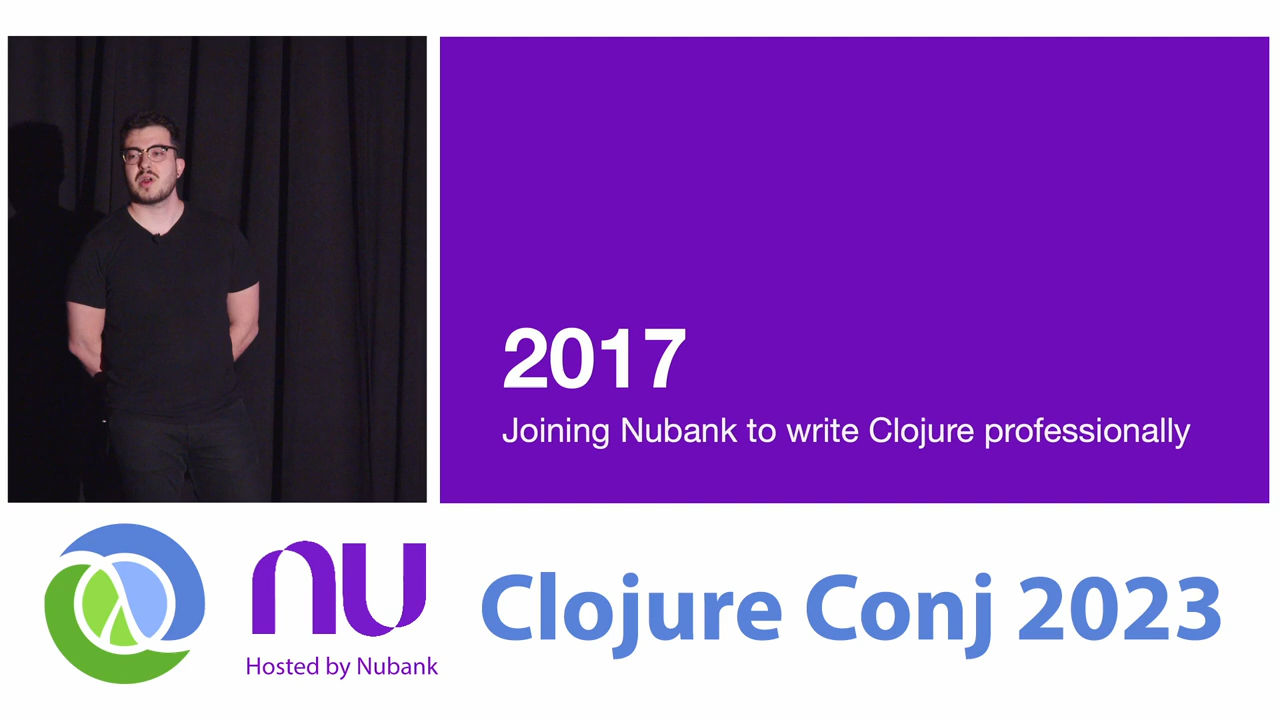 2017
Joining Nubank to write Clojure professionally
nu
Hosted by Nubank
Clojure Conj 2023